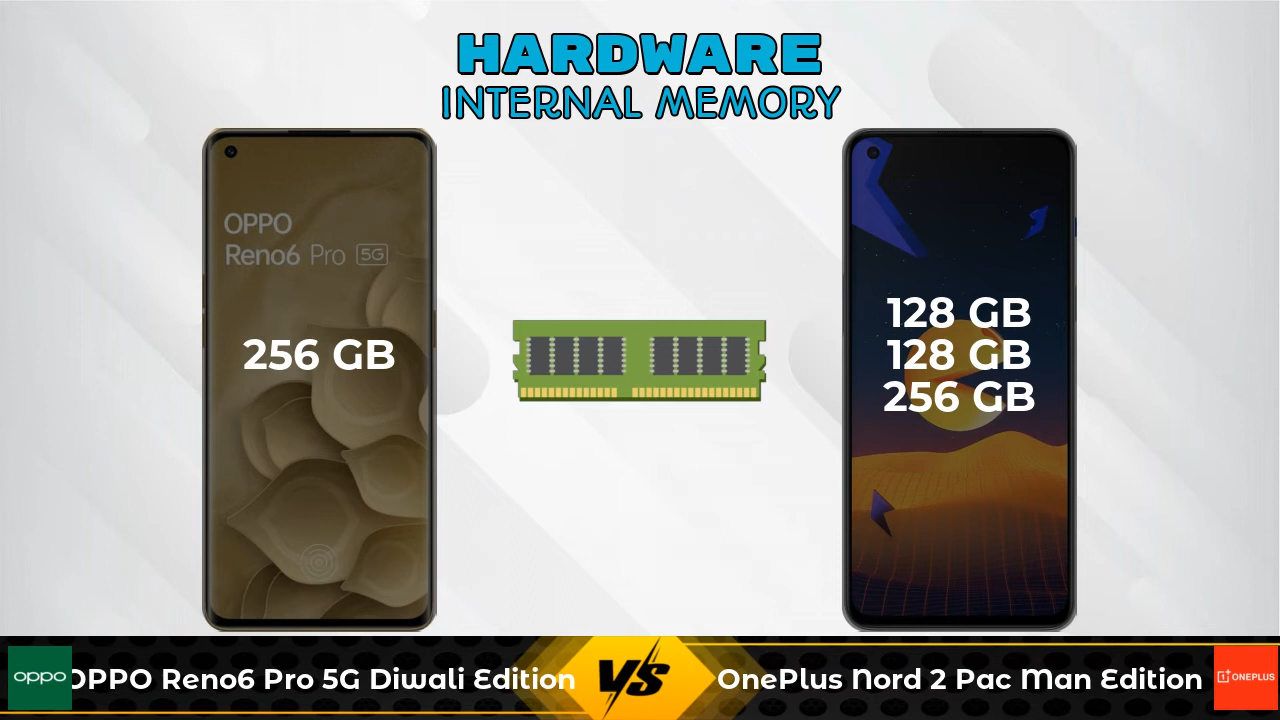 HARDWARE
INTERNAL MEMORY
OPPO
Reno6 Pro 5G
256 GB
128 GB
128 GB
256 GB
oppo
OPPO Reno6 Pro 5G Diwali Edition
VS
OnePlus Nord 2 Pac Man Edition
1+ ONEPLUS